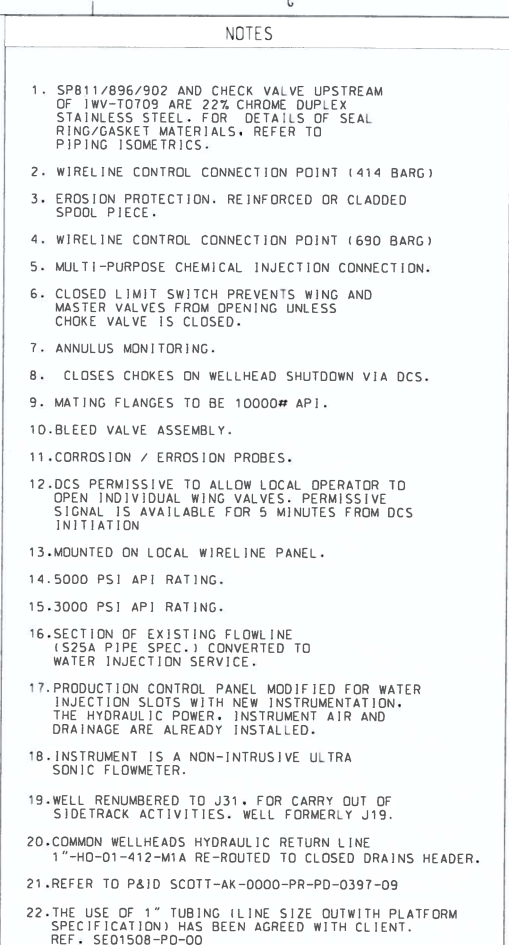 NOTES
1. SP811/896/902 AND CHECK VALVE UPSTREAM
OF IWV-T0709 ARE 22% CHROME DUPLEX
STAINLESS STEEL. FOR DETAILS OF SEAL
RING/GASKET MATERIALS, REFER TO
PIPING ISOMETRICS.
2. WIRELINE CONTROL CONNECTION POINT (414 BARG)
3. EROSION PROTECTION. REINFORCED OR CLADDED
SPOOL PIECE.
4. WIRELINE CONTROL CONNECTION POINT (690 BARG)
5. MULTI-PURPOSE CHEMICAL INJECTION CONNECTION.
6. CLOSED LIMIT SWITCH PREVENTS WING AND
MASTER VALVES FROM OPENING UNLESS
CHOKE VALVE IS CLOSED.
7. ANNULUS MONITORING.
8. CLOSES CHOKES ON WELLHEAD SHUTDOWN VIA DCS.
9. MATING FLANGES TO BE 10000# API.
10.BLEED VALVE ASSEMBLY.
11.CORROSION / ERROSION PROBES.
12.DCS PERMISSIVE TO ALLOW LOCAL OPERATOR TO
OPEN INDIVIDUAL WING VALVES. PERMISSIVE
SIGNAL IS AVAILABLE FOR 5 MINUTES FROM DCS
INITIATION
13.MOUNTED ON LOCAL WIRELINE PANEL.
14.5000 PSI API RATING.
15.3000 PSI API RATING.
16.SECTION OF EXISTING FLOWLINE
(S25A PIPE SPEC.) CONVERTED TO
WATER INJECTION SERVICE.
17.PRODUCTION CONTROL PANEL MODIFIED FOR WATER
INJECTION SLOTS WITH NEW INSTRUMENTATION.
THE HYDRAULIC POWER, INSTRUMENT AIR AND
DRAINAGE ARE ALREADY INSTALLED.
18.INSTRUMENT IS A NON-INTRUSIVE ULTRA
SONIC FLOWMETER.
19.WELL RENUMBERED TO J31, FOR CARRY OUT OF
SIDETRACK ACTIVITIES. WELL FORMERLY J19.
20.COMMON WELLHEADS HYDRAULIC RETURN LINE
1"-HO-01-412-M1A RE-ROUTED TO CLOSED DRAINS HEADER.
21.REFER TO P&ID SCOTT-AK-0000-PR-PD-0397-09
22.THE USE OF 1" TUBING (LINE SIZE OUTWITH PLATFORM
SPECIFICATION) HAS BEEN AGREED WITH CLIENT.
REF. SE01508-PO-00